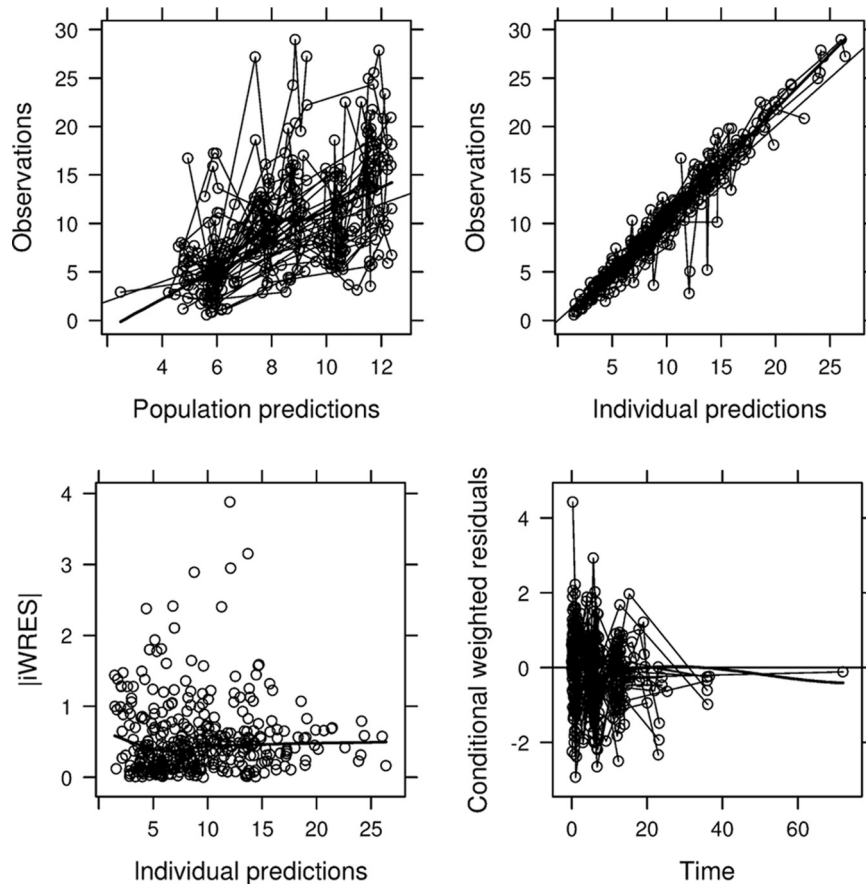 30
25
20
15
10
5
0
Observations
4 6 8 10 12
Population predictions
30
25
20
15
10
5
0
Observations
5 10 15 20 25
Individual predictions
4
3
2
1
0
|iWRES|
5 10 15 20 25
Individual predictions
4
2
0
-2
Conditional weighted residuals
0 20 40 60
Time